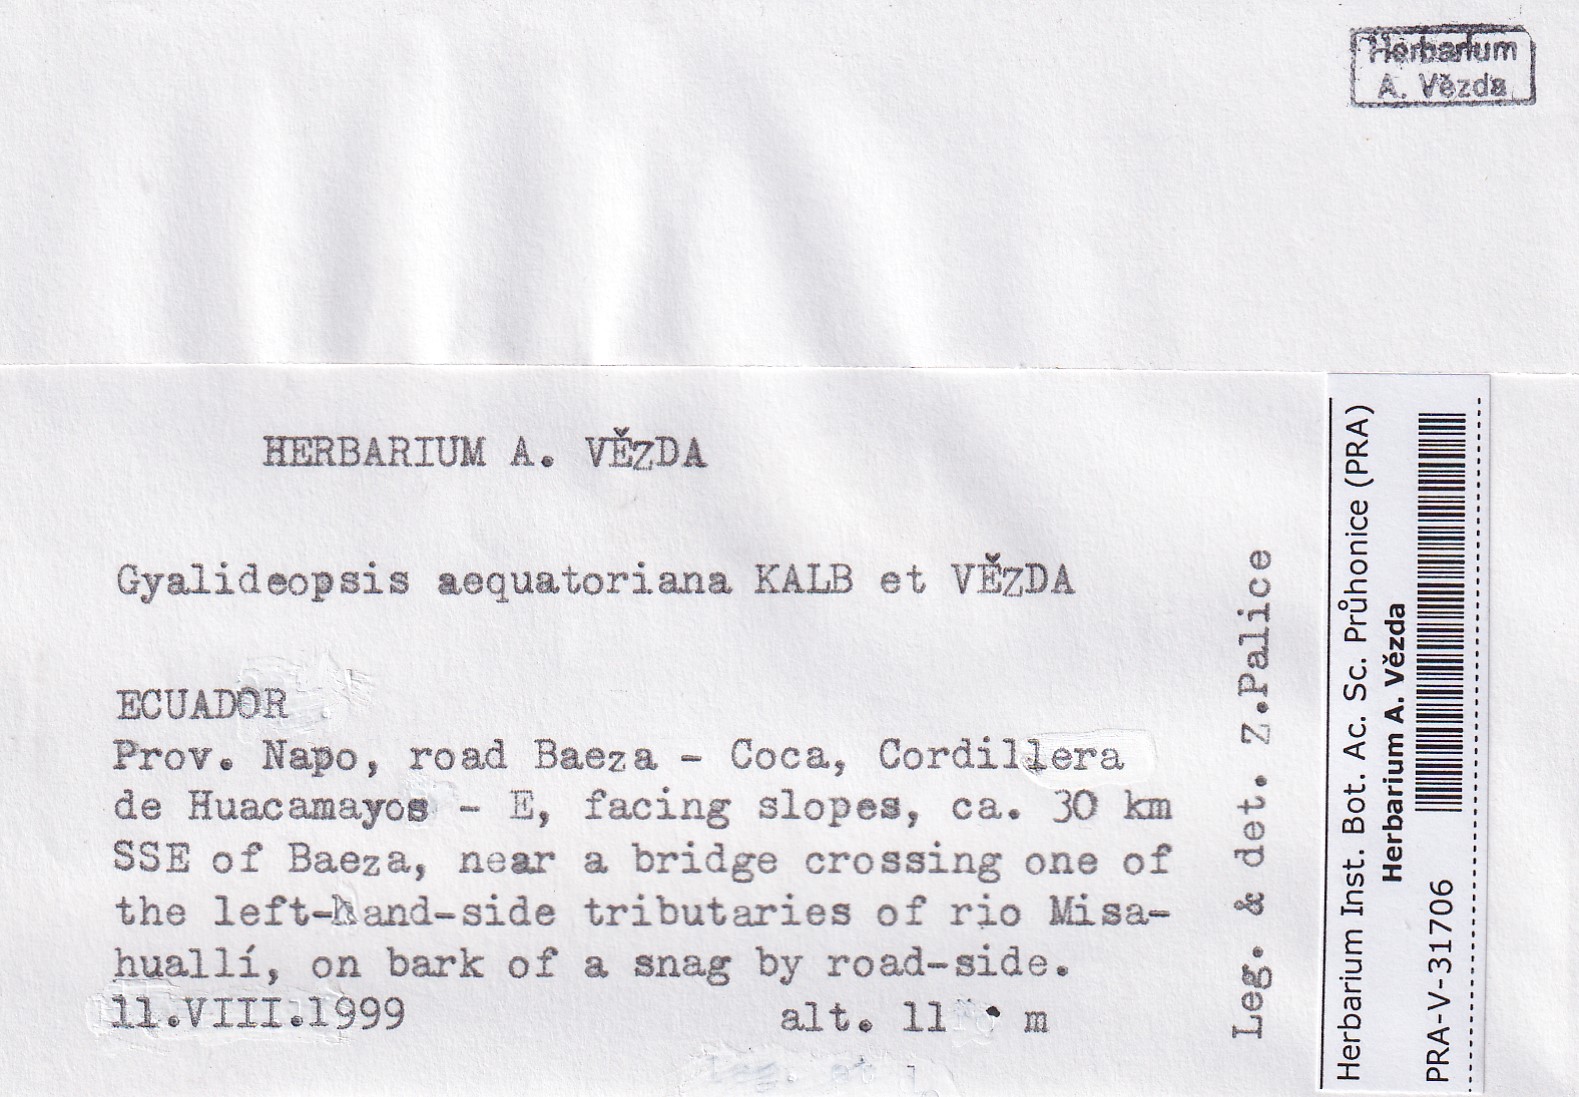 Herbarium
A. Vězda
HERBARIUM A. VĚZDA
Gyalideopsis aequatoriana KALB et VĚZDA
ECUADOR
Prov. Napo, road Baeza - Coca, Cordillera
de Huacamayos - E, facing slopes, ca. 30 km
SSE of Baeza, near a bridge crossing one of
the left-hand-side tributaries of rio Misa-
huallí, on bark of a snag by road-side.
11.VIII.1999 alt. m
Leg. & det. Z.Palice
Herbarium Inst. Bot. Ac. Sc. Průhonice (PRA)
Herbarium A. Vězda
PRA-V-31706